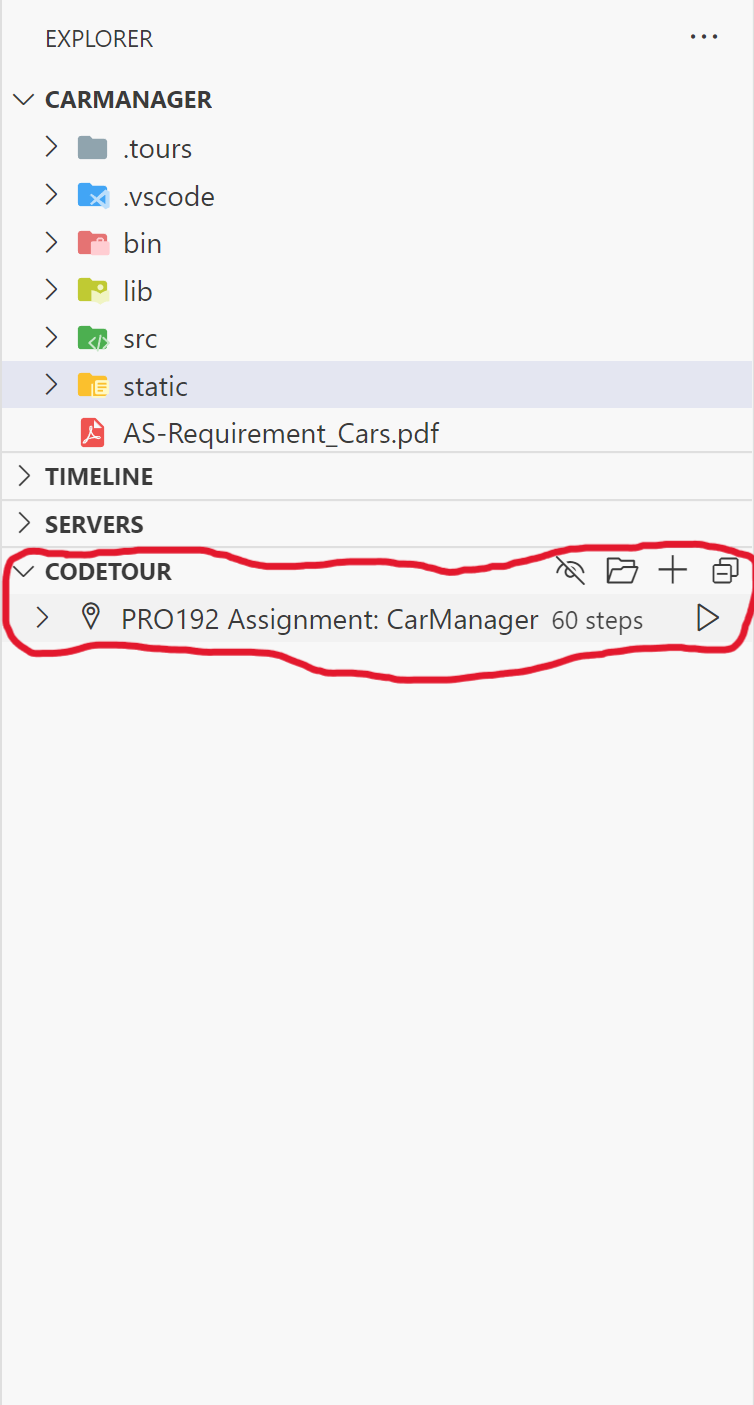 EXPLORER
CARMANAGER
.tours
.vscode
bin
lib
src
static
AS-Requirement_Cars.pdf
TIMELINE
SERVERS
CODETOUR
PRO192 Assignment: CarManager 60 steps